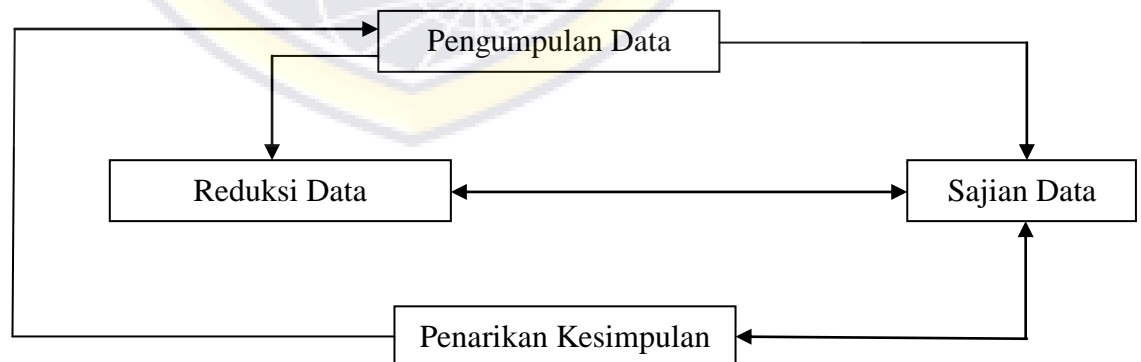 Pengumpulan Data
Reduksi Data
Sajian Data
Penarikan Kesimpulan